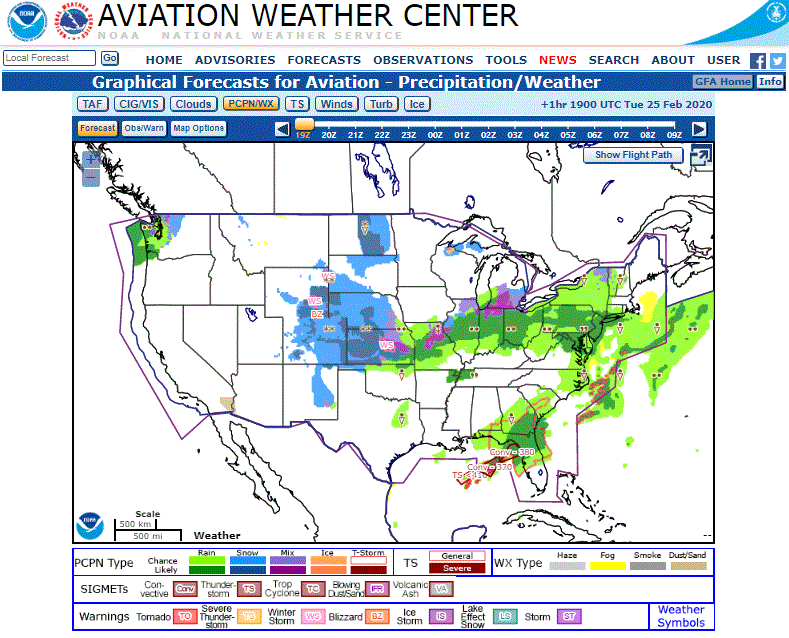 NOAA
AVIATION WEATHER CENTER
NOAA NATIONAL WEATHER SERVICE
Local Forecast Go HOME ADVISORIES FORECASTS OBSERVATIONS TOOLS NEWS SEARCH ABOUT USER
Graphical Forecasts for Aviation - Precipitation/Weather GFA Home Info
TAF CIG/VIS Clouds PCPN/WX TS Winds Turb Ice +1hr 1900 UTC Tue 25 Feb 2020
Forecast Obs/Warn Map Options
19Z 20Z 21Z 22Z 23Z 00Z 01Z 02Z 03Z 04Z 05Z 06Z 07Z 08Z 09Z
+
−
Show Flight Path
WS
WS
BZ
WS
Conv - 380
Conv - 370
NOAA
Scale
500 km
500 mi
Weather
--
PCPN Type Chance Likely Rain Snow Mix Ice T-Storm TS General Severe WX Type Haze Fog Smoke Dust/Sand
SIGMETs Con-vective Conv Thunder-storm TS Trop Cyclone TC Blowing Dust/Sand IFR Volcanic Ash VA
Warnings Tornado TO Severe Thunder-storm TS Winter Storm WS Blizzard BZ Ice Storm IS Lake Effect Snow LS Storm ST Weather Symbols